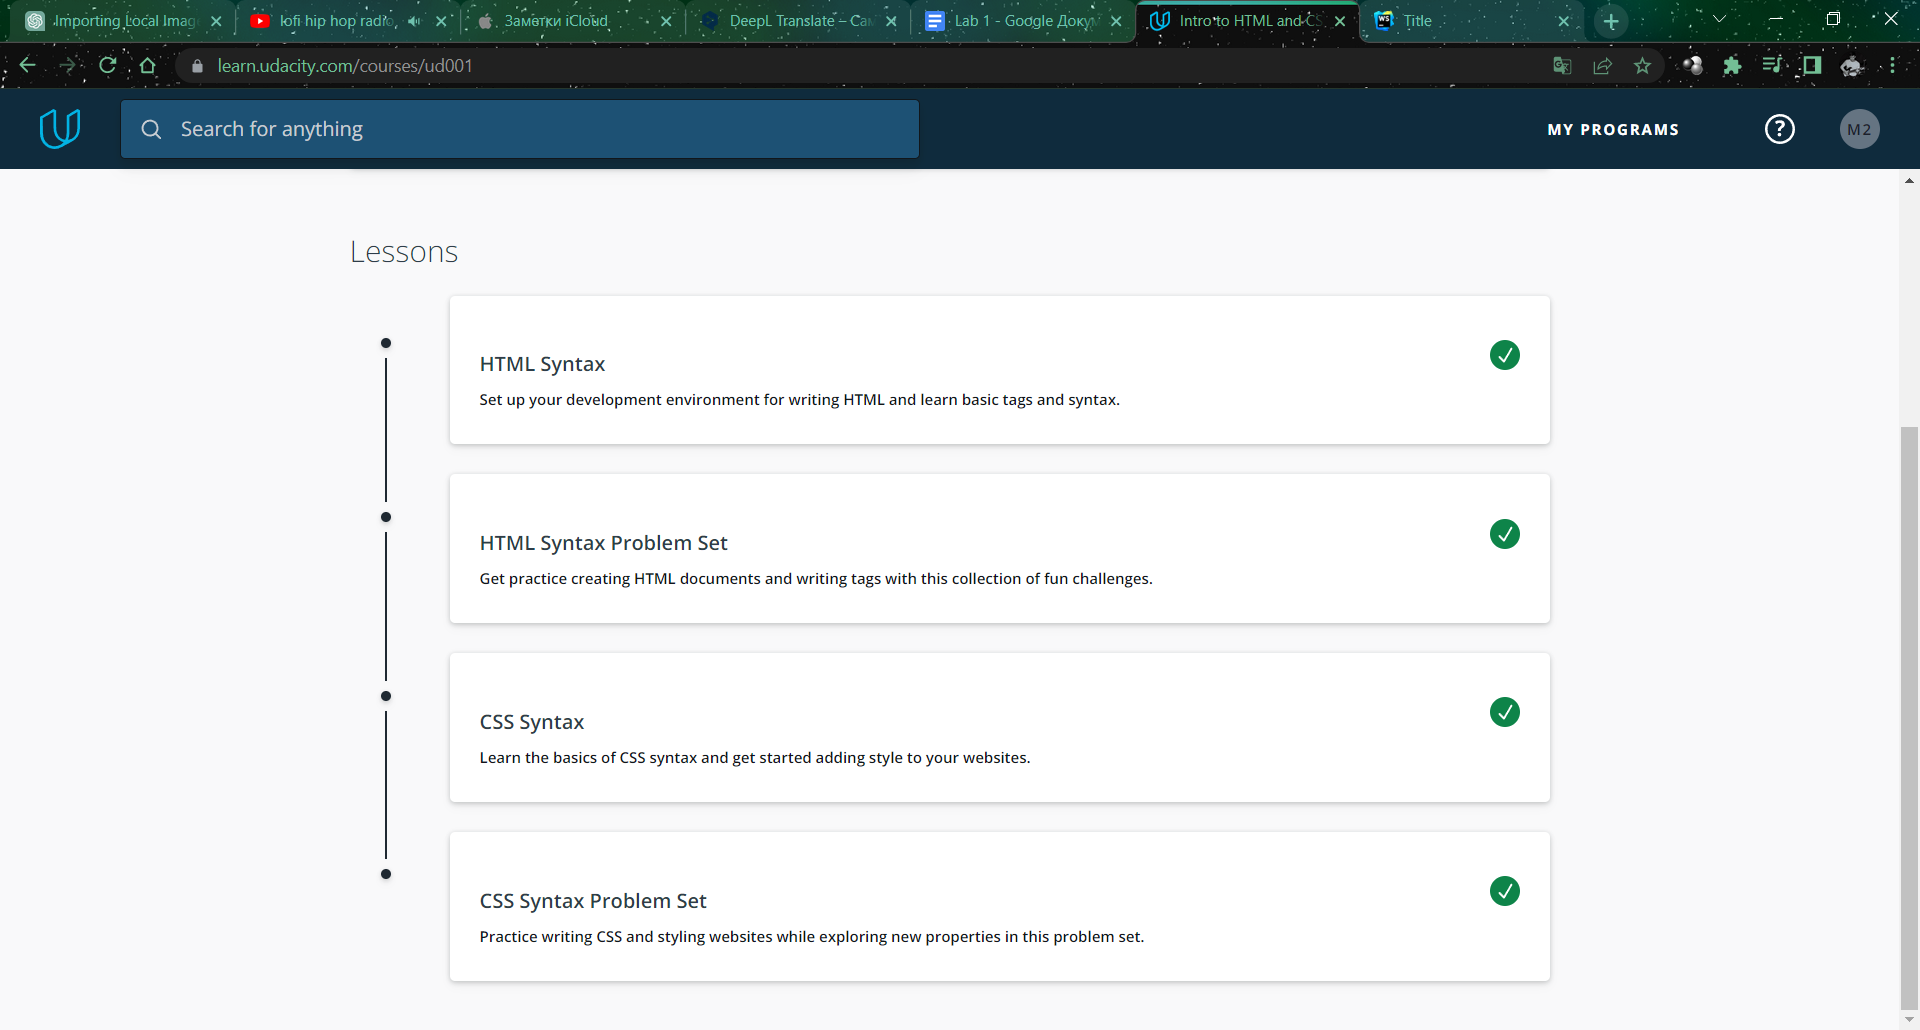 Importing Local Imag
lofi hip hop radio
Заметки iCloud
DeepL Translate – Сам
Lab 1 - Google Докум
Intro to HTML and CS
WS
Title
learn.udacity.com/courses/ud001
Search for anything
MY PROGRAMS
?
M2
Lessons
HTML Syntax
Set up your development environment for writing HTML and learn basic tags and syntax.
HTML Syntax Problem Set
Get practice creating HTML documents and writing tags with this collection of fun challenges.
CSS Syntax
Learn the basics of CSS syntax and get started adding style to your websites.
CSS Syntax Problem Set
Practice writing CSS and styling websites while exploring new properties in this problem set.